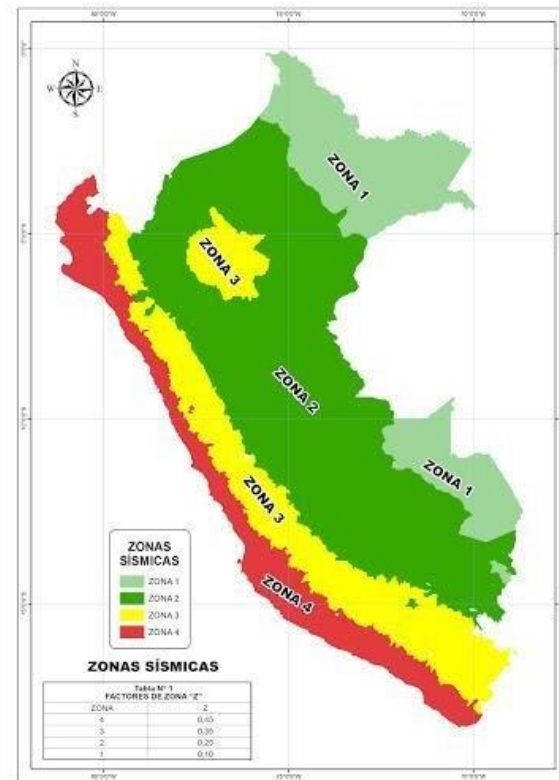 N
W E
S
ZONA 1
ZONA 3
ZONA 2
ZONA 1
ZONA 3
ZONA 4
ZONAS
SÍSMICAS
ZONA 1
ZONA 2
ZONA 3
ZONA 4
ZONAS SÍSMICAS
Tabla N° 1
FACTORES DE ZONA "Z"
ZONA Z
4 0,45
3 0,35
2 0,25
1 0,10